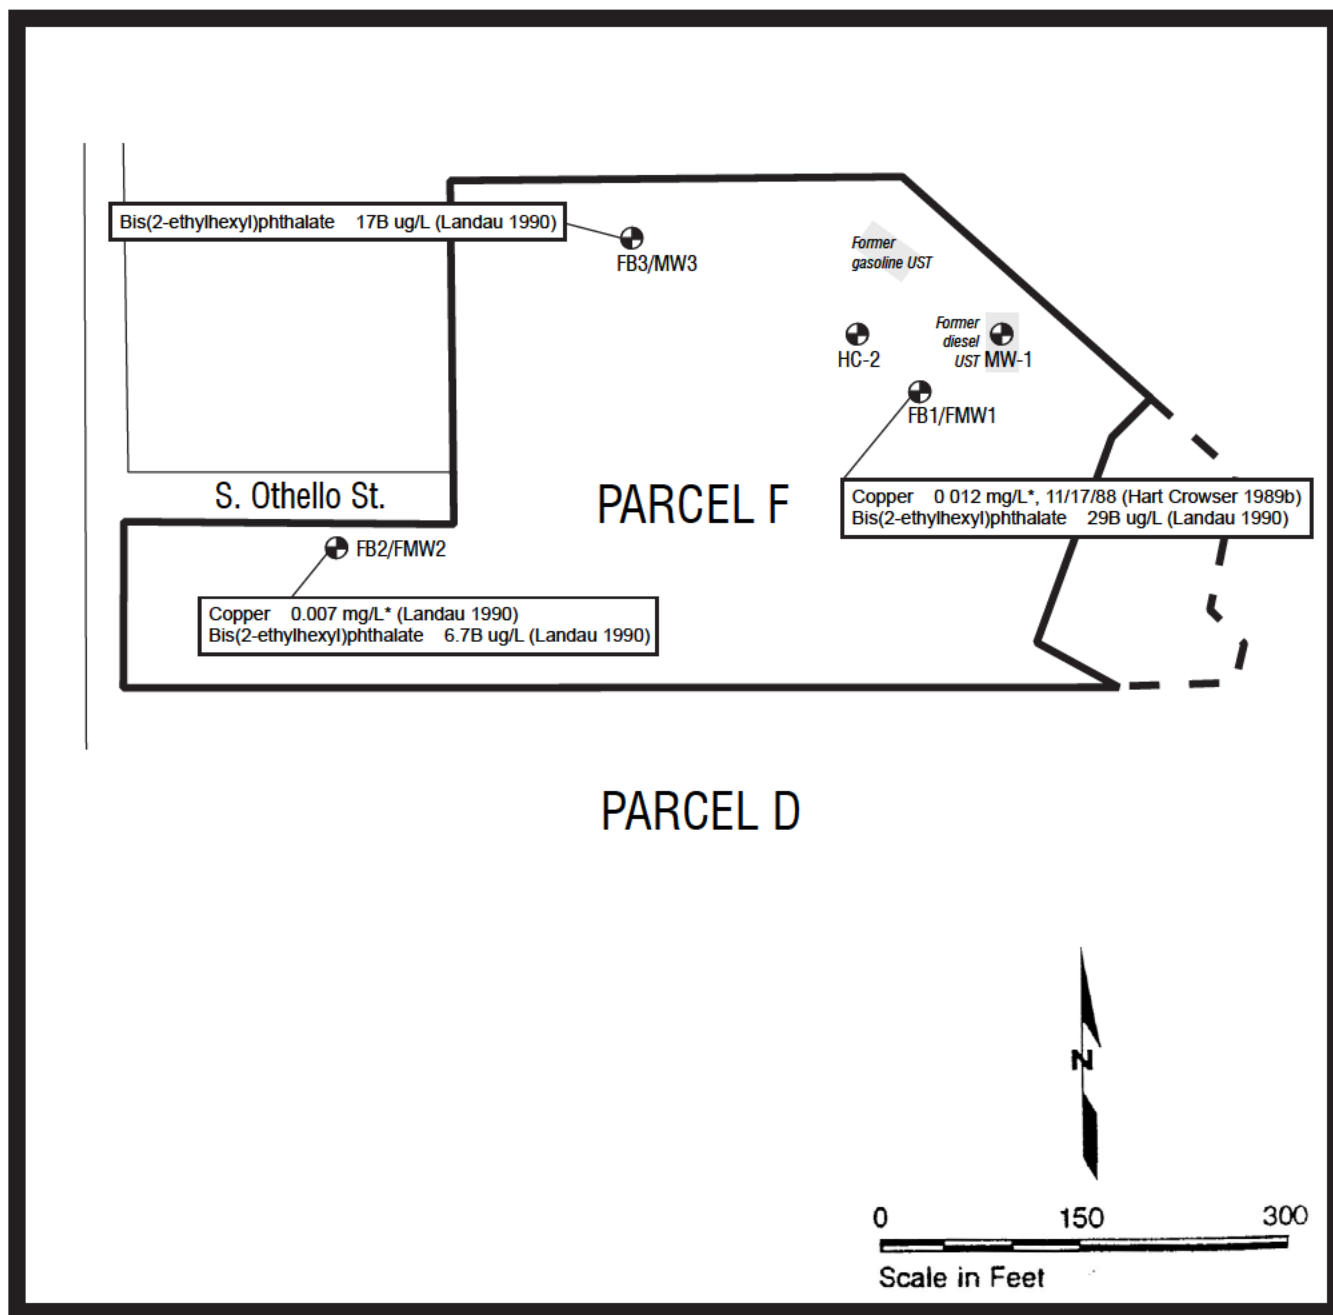 Bis(2-ethylhexyl)phthalate 17B ug/L (Landau 1990)
FB3/MW3
Former
gasoline UST
HC-2
Former
diesel
UST
MW-1
FB1/FMW1
Copper 0 012 mg/L*, 11/17/88 (Hart Crowser 1989b)
Bis(2-ethylhexyl)phthalate 29B ug/L (Landau 1990)
S. Othello St.
PARCEL F
FB2/FMW2
Copper 0.007 mg/L* (Landau 1990)
Bis(2-ethylhexyl)phthalate 6.7B ug/L (Landau 1990)
PARCEL D
N
0 150 300
Scale in Feet